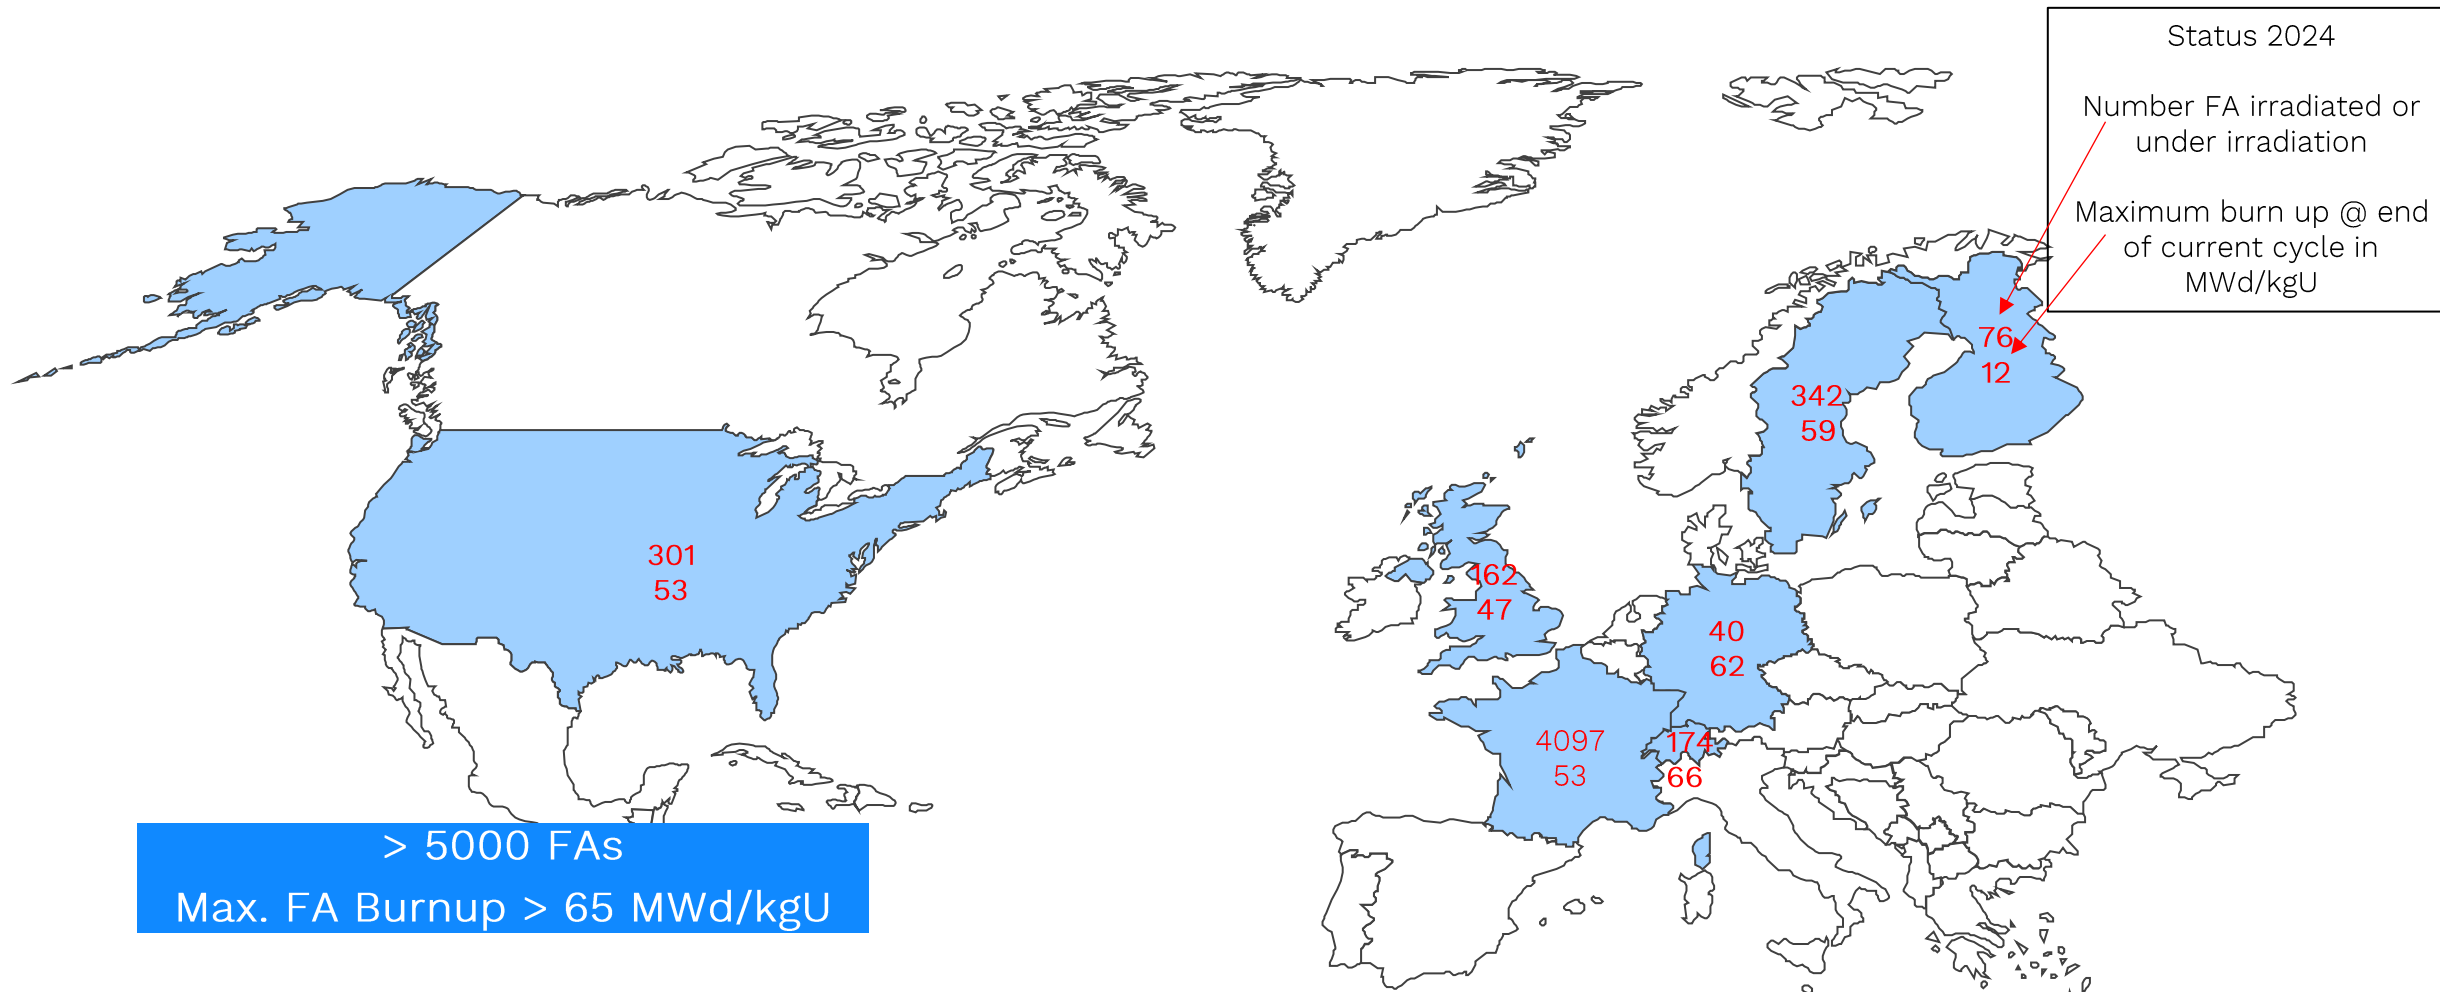 Status 2024
Number FA irradiated or
under irradiation
Maximum burn up @ end
of current cycle in
MWd/kgU
76
12
342
59
301
53
162
47
40
62
4097
53
174
66
> 5000 FAs
Max. FA Burnup > 65 MWd/kgU